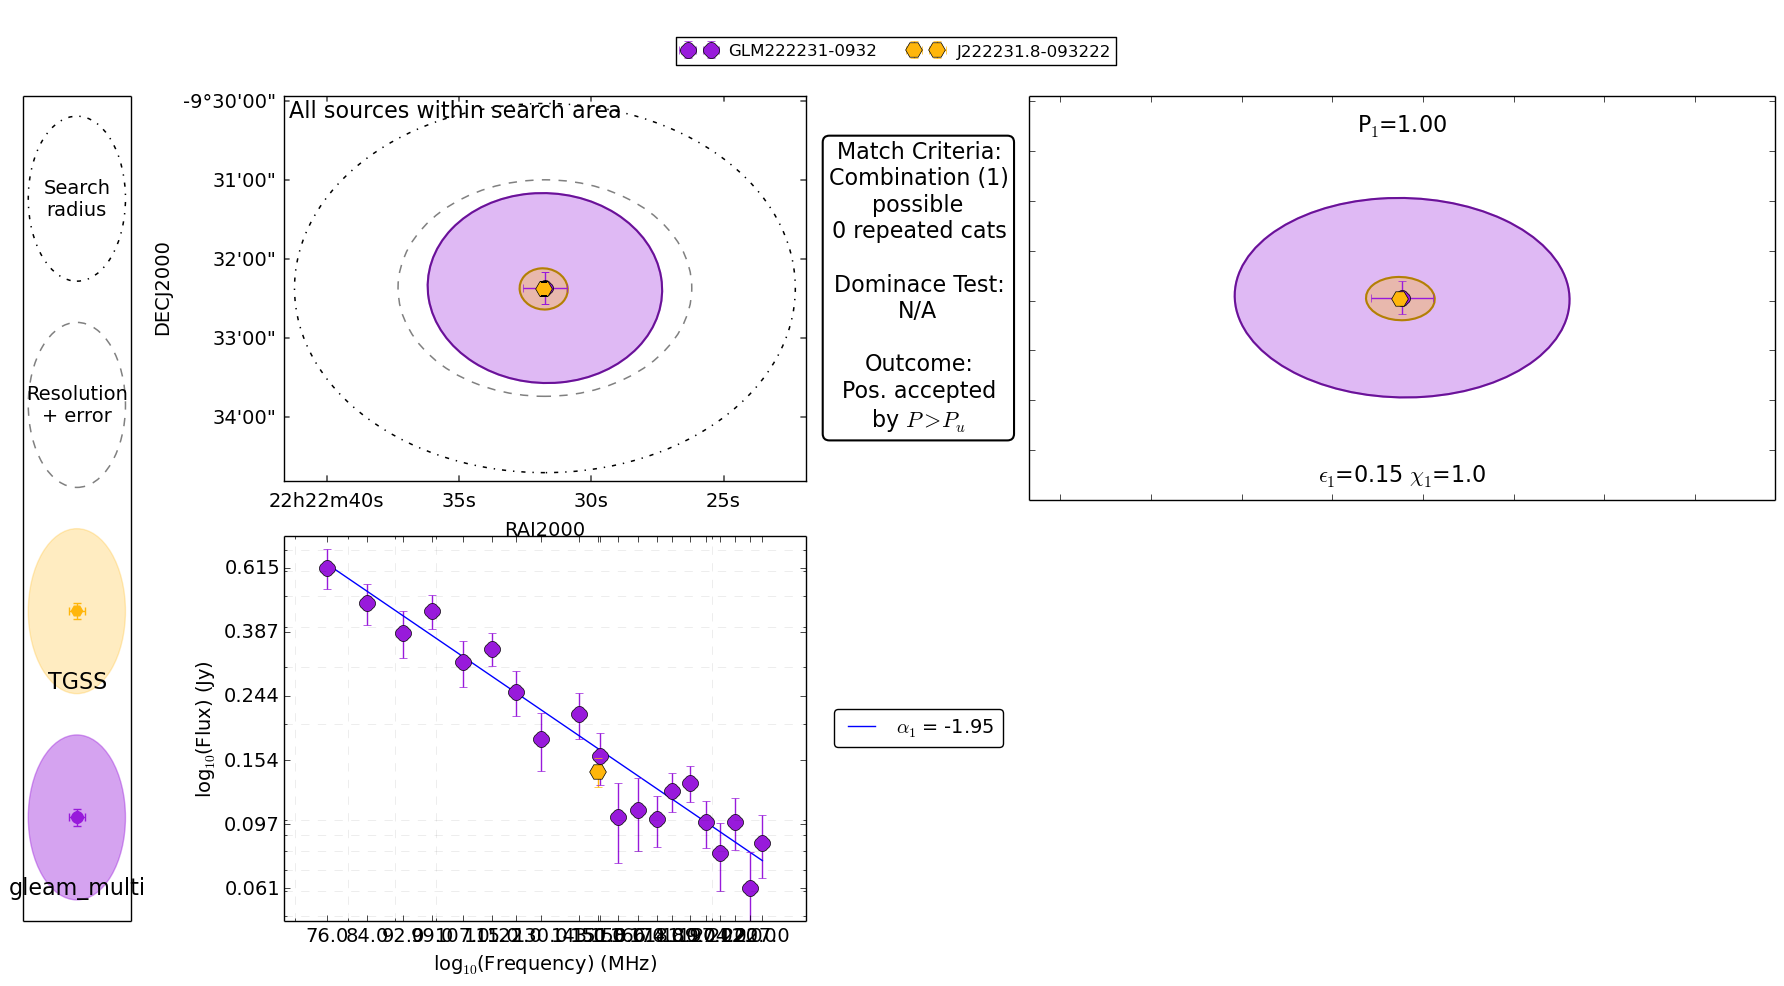 GLM222231-0932 J222231.8-093222
Search
radius
Resolution
+ error
TGSS
gleam_multi
All sources within search area
-9°30'00"
31'00"
32'00"
33'00"
34'00"
DECJ2000
22h22m40s 35s 30s 25s
RAJ2000
Match Criteria:
Combination (1)
possible
0 repeated cats
Dominace Test:
N/A
Outcome:
Pos. accepted
by P>Pu
P1=1.00
ϵ1=0.15 χ1=1.0
0.615
0.387
0.244
0.154
0.097
0.061
log10(Flux) (Jy)
76.0 84.0 92.0
log10(Frequency) (MHz)
α1 = -1.95